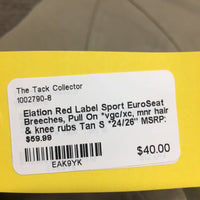 The Tack Collector
1002790-8
Elation Red Label Sport EuroSeat
Breeches, Pull On *vgc/xc, mnr hair
& knee rubs Tan S *24/26" MSRP:
$59.99
$40.00
EAK9YK